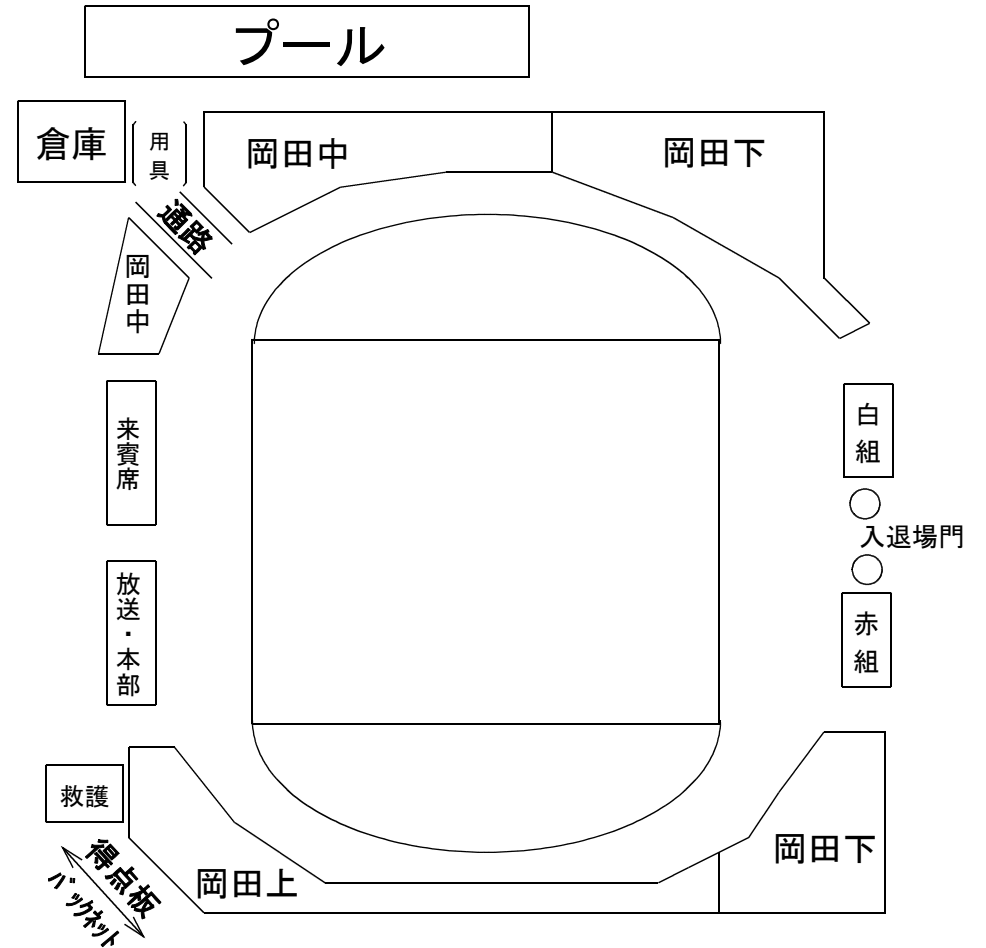 プール
倉庫
用具
岡田中
岡田下
通路
岡田中
来賓席
白組
入退場門
放送・本部
赤組
救護
得点板
バックネット
岡田上
岡田下